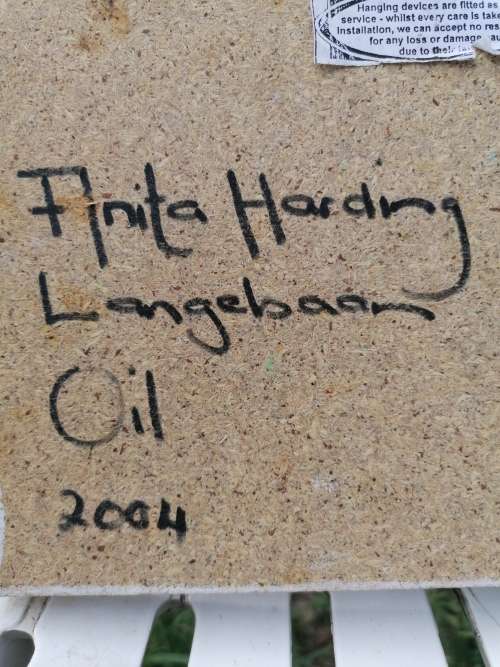 Hanging devices are fitted as
service - whilst every care is take
installation, we can accept no res
for any loss or damage
due to
Anita Harding
Langebaan
Oil
2004